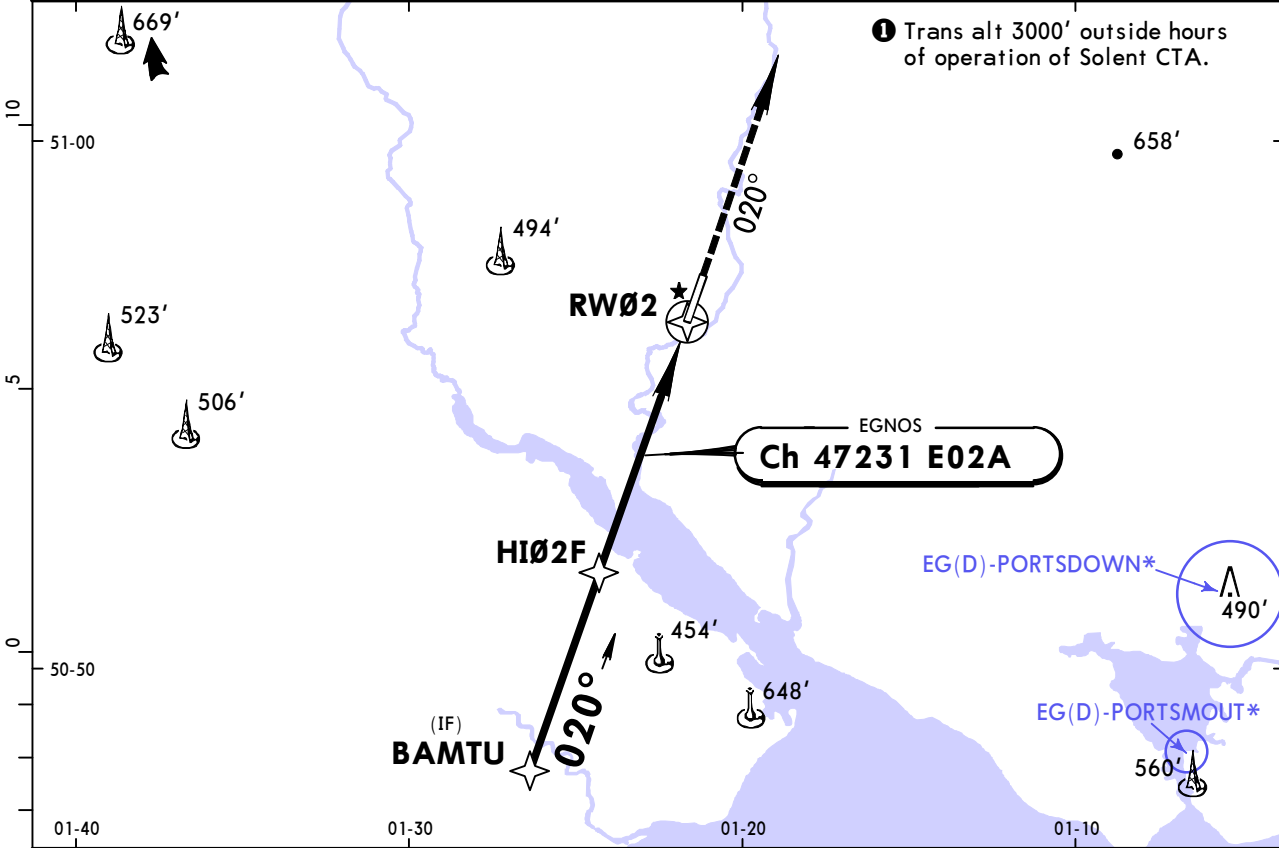 669'
❶ Trans alt 3000' outside hours
of operation of Solent CTA.
10
51-00
658'
020°
494'
RWØ2
523'
5
506'
EGNOS
Ch 47231 E02A
HIØ2F
EG(D)-PORTSDOWN*
490'
454'
0
50-50
020°
648'
(IF)
BAMTU
EG(D)-PORTSMOUT*
560'
01-40
01-30
01-20
01-10